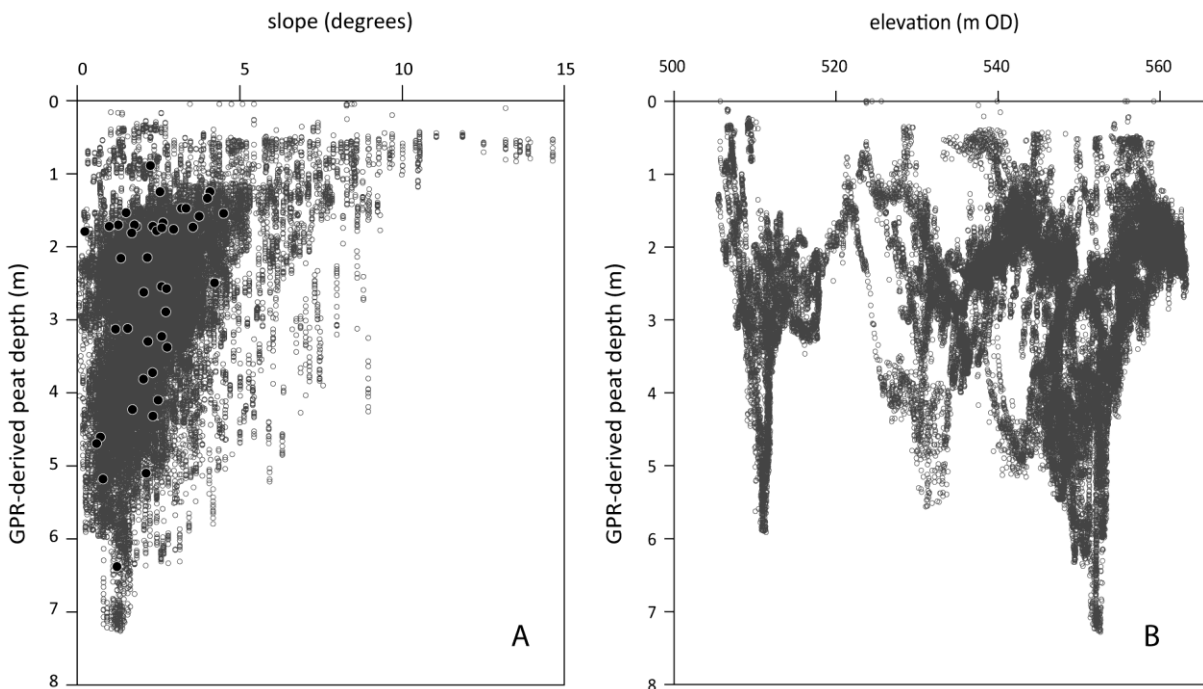 slope (degrees)
0 5 10 15
GPR-derived peat depth (m)
0
1
2
3
4
5
6
7
8
A
elevation (m OD)
500 520 540 560
GPR-derived peat depth (m)
0
1
2
3
4
5
6
7
8
B